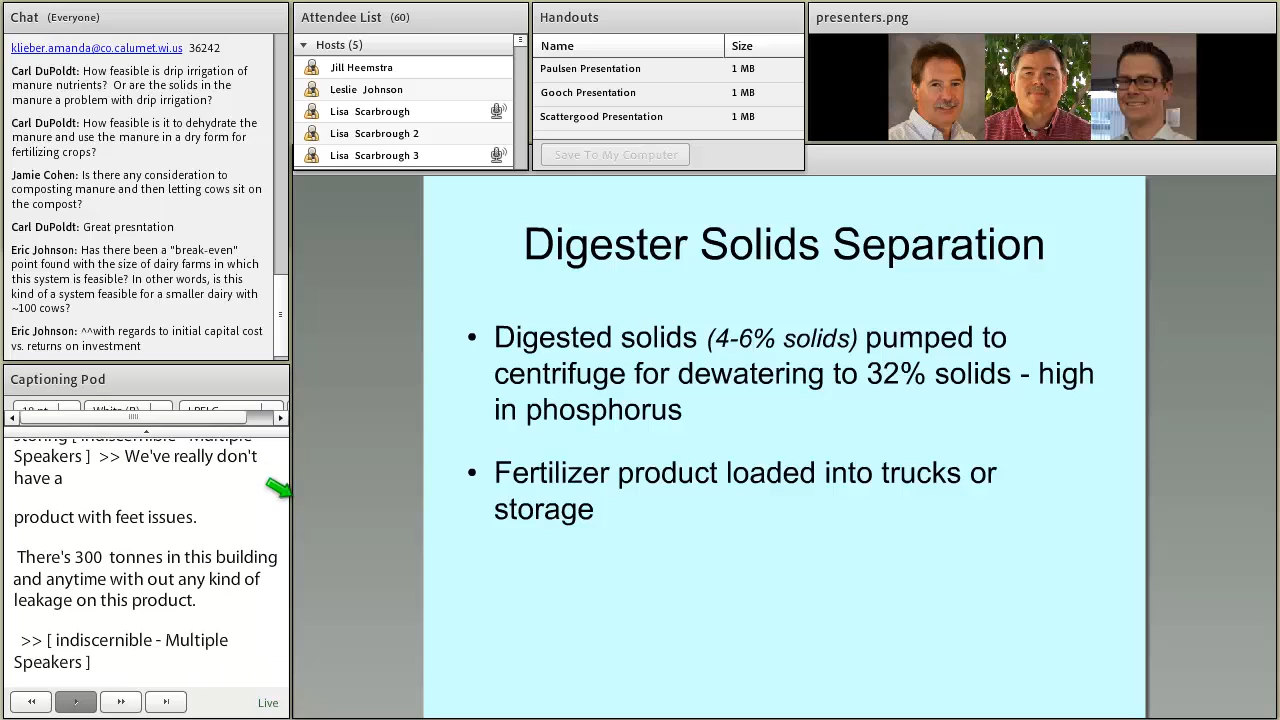 Chat (Everyone)
klieber.amanda@co.calumet.wi.us 36242
Carl DuPoldt: How feasible is drip irrigation of
manure nutrients? Or are the solids in the
manure a problem with drip irrigation?
Carl DuPoldt: How feasible is it to dehydrate the
manure and use the manure in a dry form for
fertilizing crops?
Jamie Cohen: Is there any consideration to
composting manure and then letting cows sit on
the compost?
Carl DuPoldt: Great presntation
Eric Johnson: Has there been a "break-even"
point found with the size of dairy farms in which
this system is feasible? In other words, is this
kind of a system feasible for a smaller dairy with
~100 cows?
Eric Johnson: ^^with regards to initial capital cost
vs. returns on investment
Attendee List (60)
Hosts (5)
Jill Heemstra
Leslie Johnson
Lisa Scarbrough
Lisa Scarbrough 2
Lisa Scarbrough 3
Handouts
Name Size
Paulsen Presentation 1 MB
Gooch Presentation 1 MB
Scattergood Presentation 1 MB
Save To My Computer
presenters.png
Captioning Pod
storing [ indiscernible - Multiple
Speakers ] >> We've really don't
have a
product with feet issues.
There's 300 tonnes in this building
and anytime with out any kind of
leakage on this product.
>> [ indiscernible - Multiple
Speakers ]
Live
Digester Solids Separation
• Digested solids (4-6% solids) pumped to
centrifuge for dewatering to 32% solids - high
in phosphorus
• Fertilizer product loaded into trucks or
storage